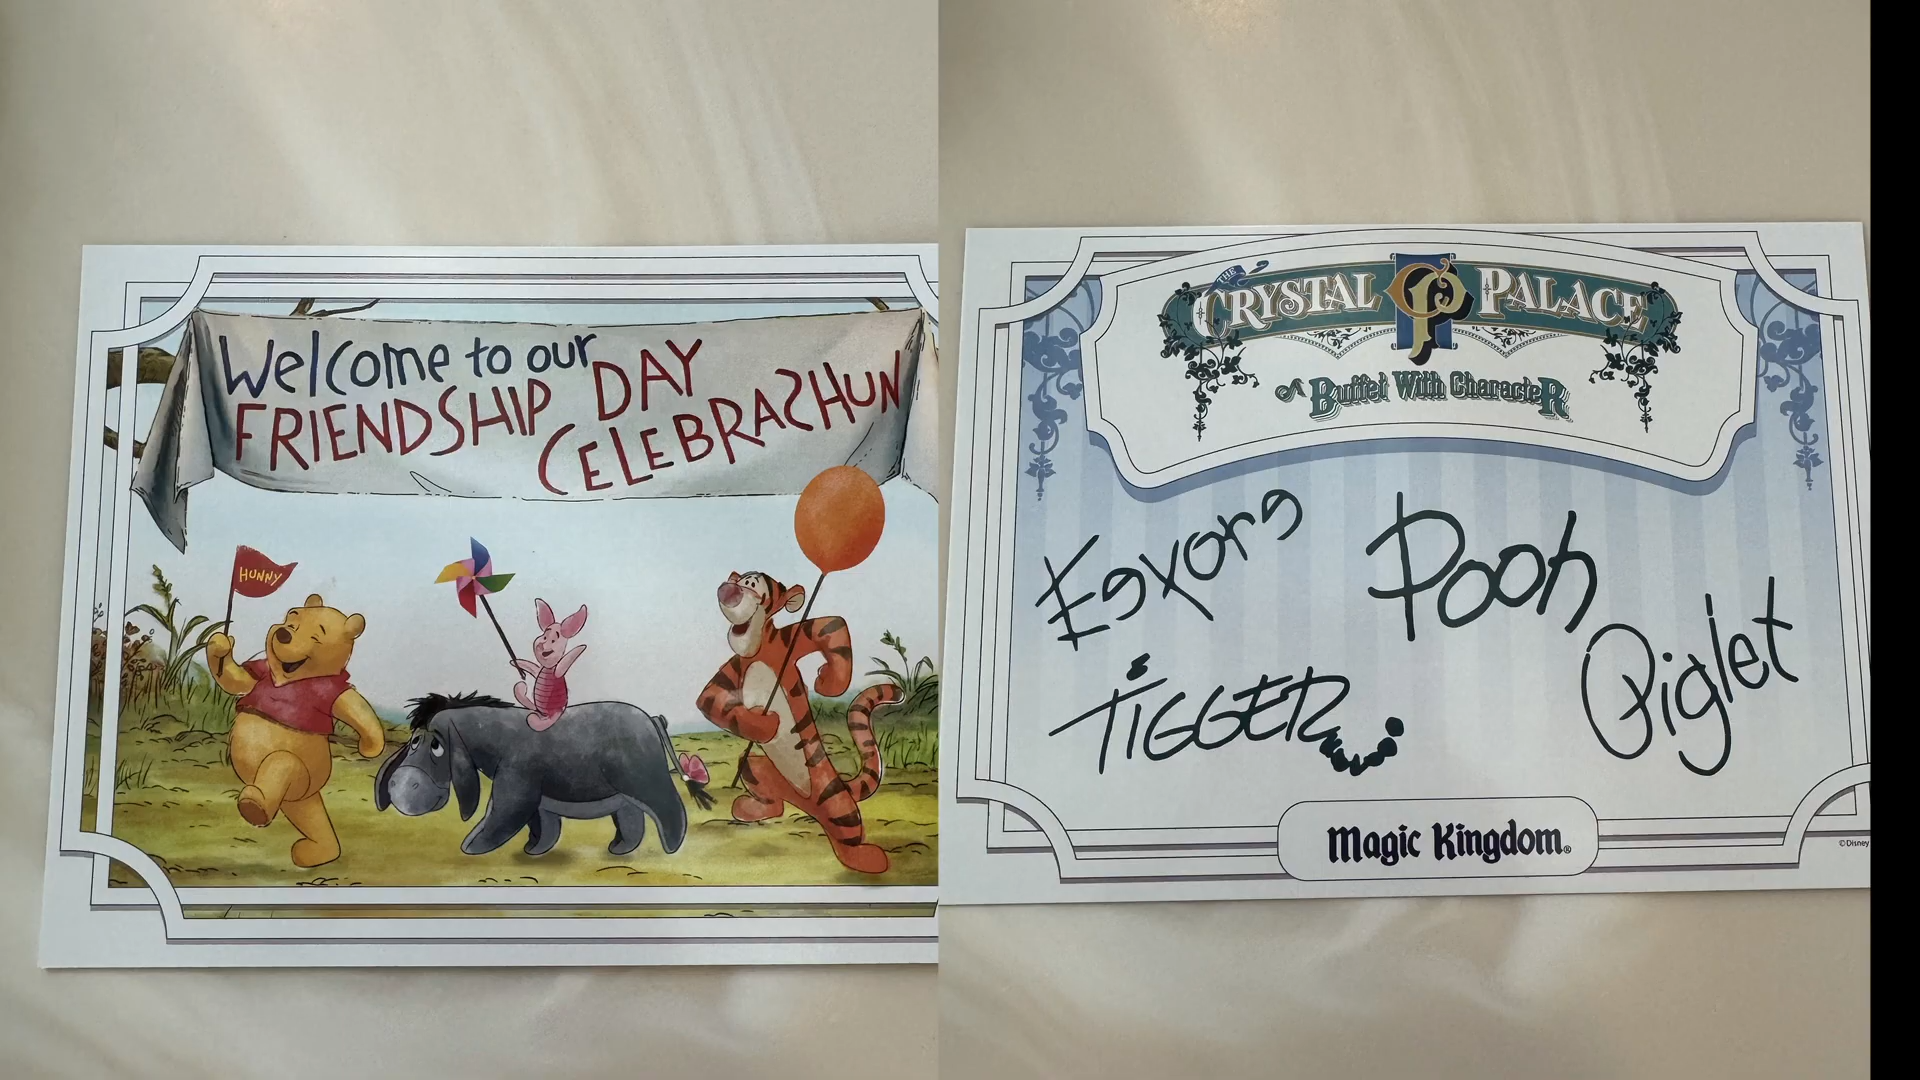 Welcome to our
FRIENDSHIP DAY
CELEBRASHUN
HUNNY
THE
CRYSTAL CP PALACE
A Buffet With Character
Eeyore
Pooh
TIGGER
Piglet
Magic Kingdom®
©Disney